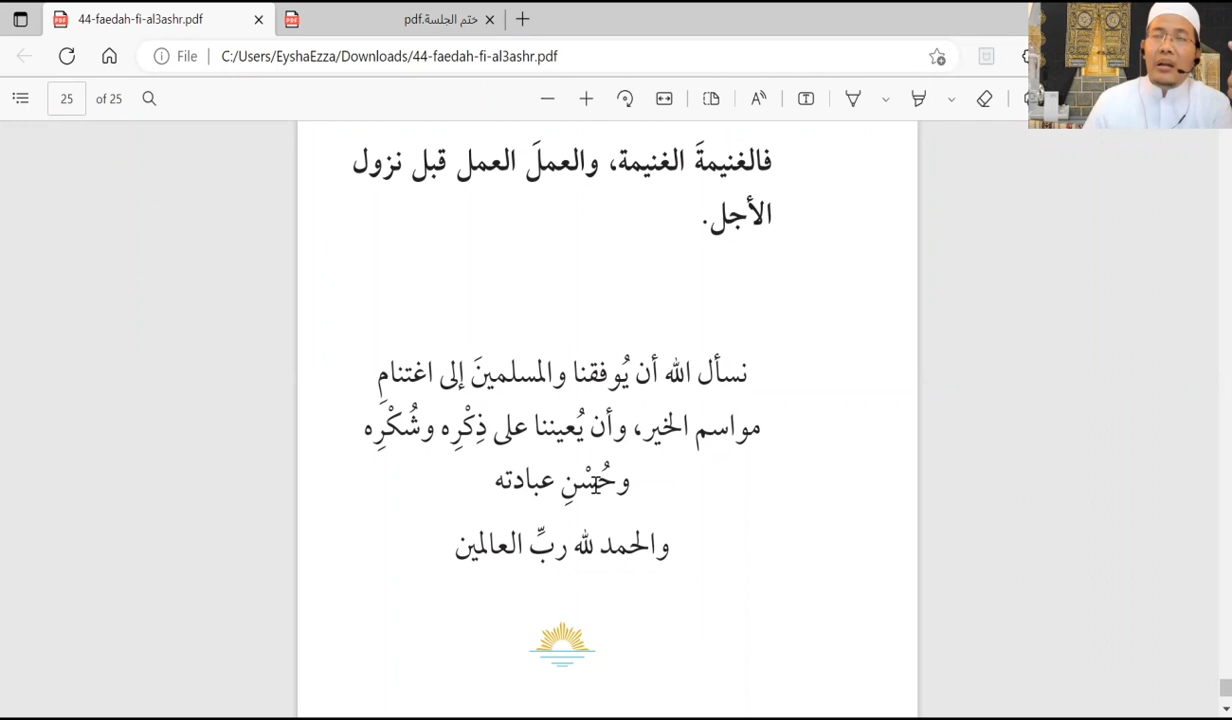 44-faedah-fi-al3ashr.pdf
ختم الجلسة.pdf
File
C:/Users/EyshaEzza/Downloads/44-faedah-fi-al3ashr.pdf
25 of 25
فالغنيمةَ الغنيمة، والعملَ العمل قبل نزول
الأجل.
نسأل الله أن يُوفقنا والمسلمينَ إلى اغتنامِ
مواسم الخير، وأن يُعيننا على ذِكْرِه وشُكْرِه
وحُسْنِ عبادته
والحمد لله ربِّ العالمين